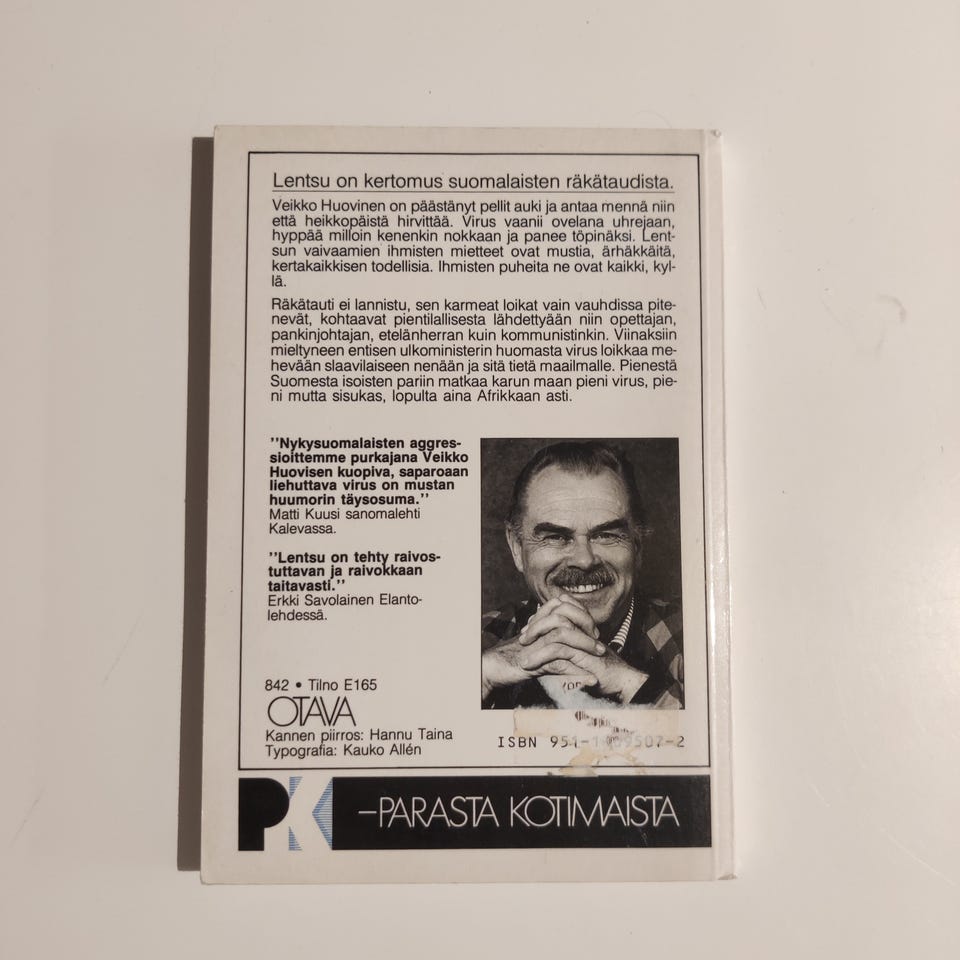 Lentsu on kertomus suomalaisten räkätaudista.
Veikko Huovinen on päästänyt pellit auki ja antaa mennä niin
että heikkopäistä hirvittää. Virus vaanii ovelana uhrejaan,
hyppää milloin kenenkin nokkaan ja panee töpinäksi. Lent-
sun vaivaamien ihmisten mietteet ovat mustia, ärhäkkäitä,
kertakaikkisen todellisia. Ihmisten puheita ne ovat kaikki, kyl-
lä.
Räkätauti ei lannistu, sen karmeat loikat vain vauhdissa pite-
nevät, kohtaavat pientilallisesta lähdettyään niin opettajan,
pankinjohtajan, etelänherran kuin kommunistinkin. Viinaksiin
mieltyneen entisen ulkoministerin huomasta virus loikkaa me-
hevään slaavilaiseen nenään ja sitä tietä maailmalle. Pienestä
Suomesta isoisten pariin matkaa karun maan pieni virus, pie-
ni mutta sisukas, lopulta aina Afrikkaan asti.
''Nykysuomalaisten aggres-
sioittemme purkajana Veikko
Huovisen kuopiva, saparoaan
liehuttava virus on mustan
huumorin täysosuma.''
Matti Kuusi sanomalehti
Kalevassa.
''Lentsu on tehty raivos-
tuttavan ja raivokkaan
taitavasti.''
Erkki Savolainen Elanto-
lehdessä.
842 • Tilno E165
OTAVA
Kannen piirros: Hannu Taina
Typografia: Kauko Allén
ISBN 951-1-09507-2
PK –PARASTA KOTIMAISTA